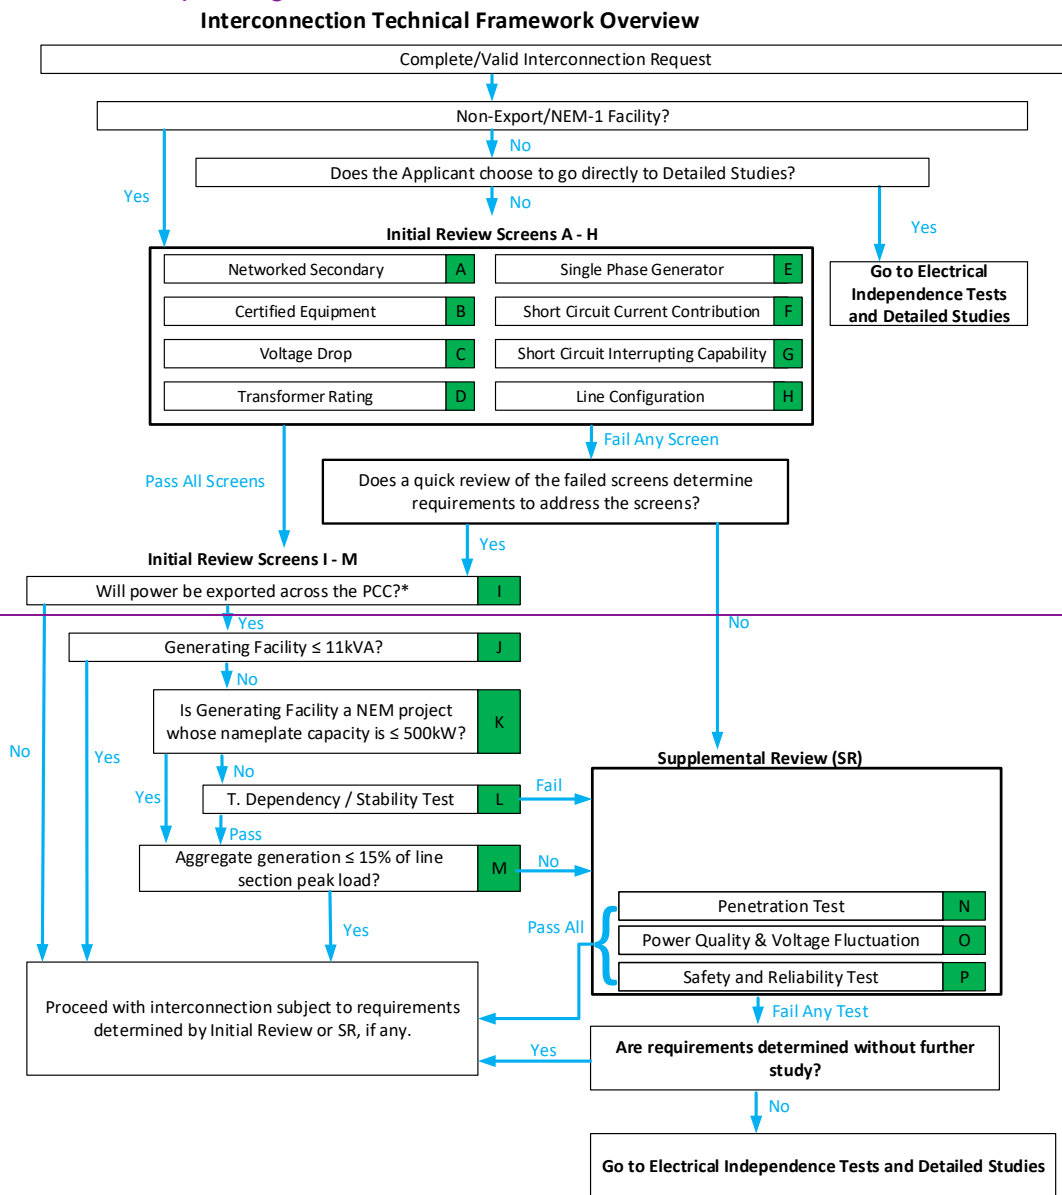 Interconnection Technical Framework Overview
Complete/Valid Interconnection Request
Non-Export/NEM-1 Facility?
No
Does the Applicant choose to go directly to Detailed Studies?
Yes
No
Yes
Initial Review Screens A - H
Networked Secondary A
Single Phase Generator E
Certified Equipment B
Short Circuit Current Contribution F
Voltage Drop C
Short Circuit Interrupting Capability G
Transformer Rating D
Line Configuration H
Go to Electrical
Independence Tests
and Detailed Studies
Fail Any Screen
Pass All Screens
Does a quick review of the failed screens determine
requirements to address the screens?
Yes
Initial Review Screens I - M
Will power be exported across the PCC?* I
Yes
No
Generating Facility ≤ 11kVA? J
No
Is Generating Facility a NEM project
whose nameplate capacity is ≤ 500kW?
K
No
Yes
No
Yes
Supplemental Review (SR)
T. Dependency / Stability Test L
Fail
Pass
Aggregate generation ≤ 15% of line
section peak load?
M
No
Yes
Pass All
Penetration Test N
Power Quality & Voltage Fluctuation O
Safety and Reliability Test P
Proceed with interconnection subject to requirements
determined by Initial Review or SR, if any.
Fail Any Test
Yes
Are requirements determined without further
study?
No
Go to Electrical Independence Tests and Detailed Studies